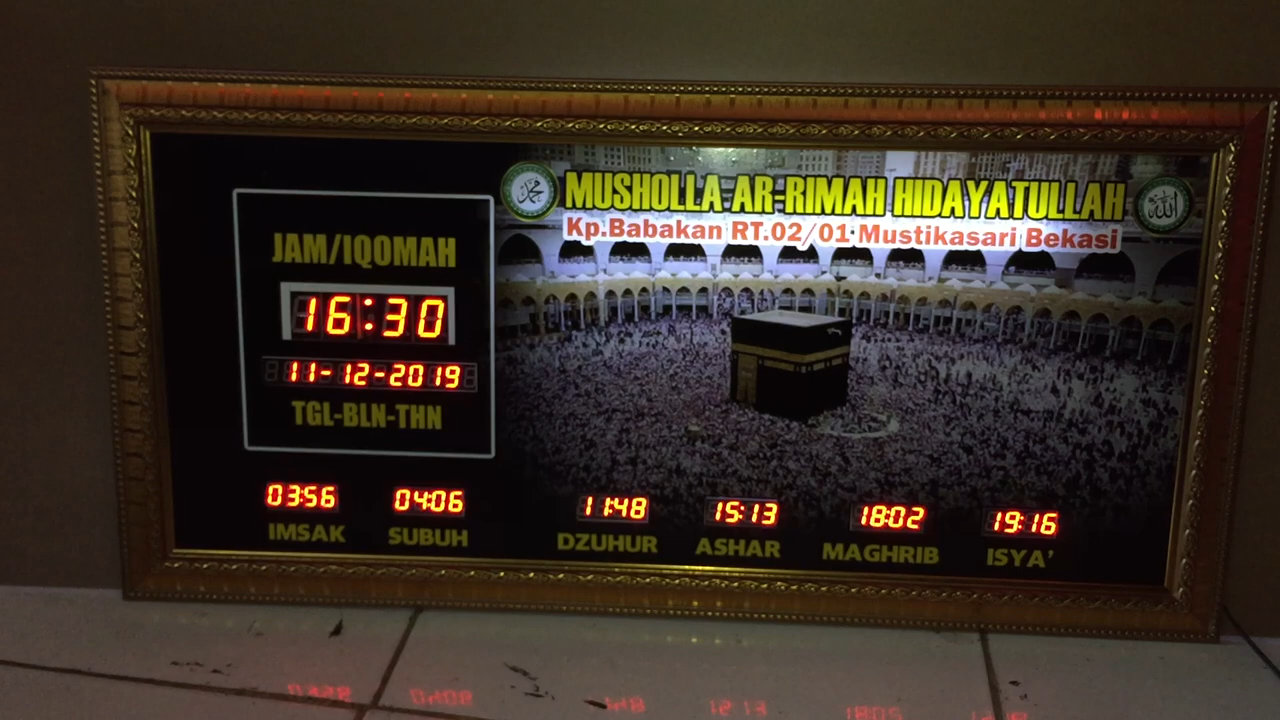 محمد
MUSHOLLA AR-RIMAH HIDAYATULLAH
الله
Kp.Babakan RT.02/01 Mustikasari Bekasi
JAM/IQOMAH
16:30
11-12-2019
TGL-BLN-THN
03:56 04:06 11:48 15:13 18:02 19:16
IMSAK SUBUH DZUHUR ASHAR MAGHRIB ISYA'